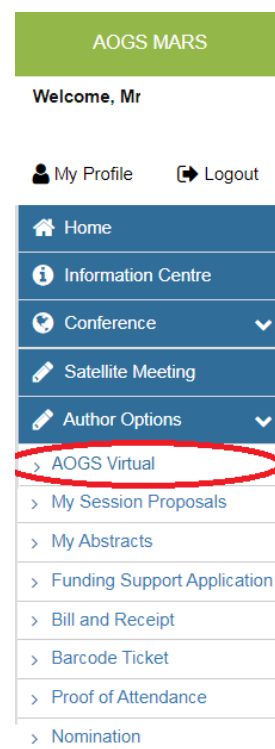 AOGS MARS
Welcome, Mr
My Profile Logout
Home
Information Centre
Conference
Satellite Meeting
Author Options
AOGS Virtual
My Session Proposals
My Abstracts
Funding Support Application
Bill and Receipt
Barcode Ticket
Proof of Attendance
Nomination